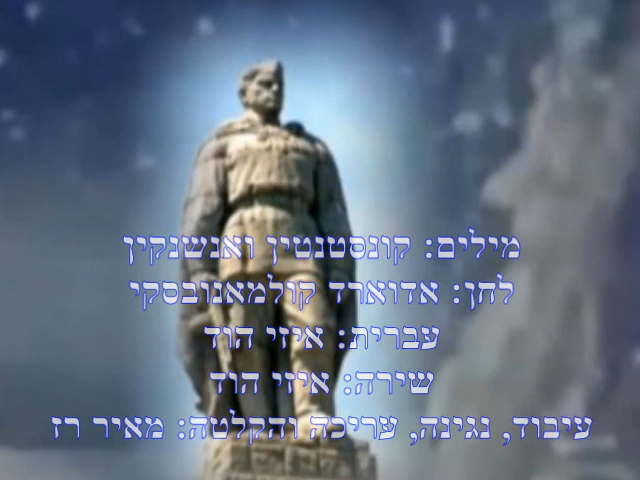 מילים: קונסטנטין ואנשנקין
לחן: אדוארד קולמאנובסקי
עברית: איזי הוד
שירה: איזי הוד
עיבוד, נגינה, עריכה והקלטה: מאיר רז